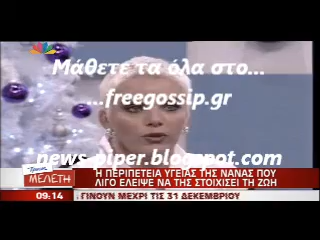 Μάθετε τα όλα στο...
...freegossip.gr
news-piper.blogspot.com
Πρωινή
ΜΕΛΕΤΗ
Η ΠΕΡΙΠΕΤΕΙΑ ΥΓΕΙΑΣ ΤΗΣ ΝΑΝΑΣ ΠΟΥ
ΛΙΓΟ ΕΛΕΙΨΕ ΝΑ ΤΗΣ ΣΤΟΙΧΙΣΕΙ ΤΗ ΖΩΗ
09:14
ΓΙΝΟΥΝ ΜΕΧΡΙ ΤΙΣ 31 ΔΕΚΕΜΒΡΙΟΥ